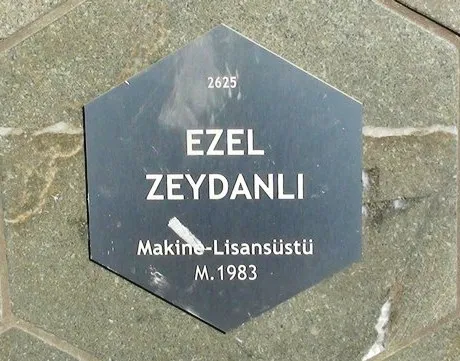 2625
EZEL
ZEYDANLI
Makine-Lisansüstü
M.1983